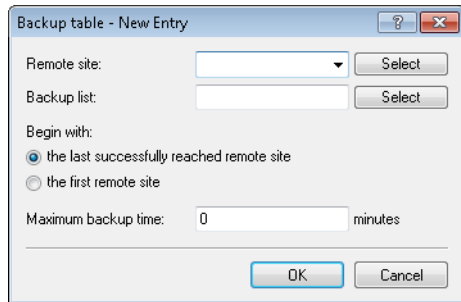 Backup table - New Entry
Remote site: Select
Backup list: Select
Begin with:
the last successfully reached remote site
the first remote site
Maximum backup time: 0 minutes
OK Cancel